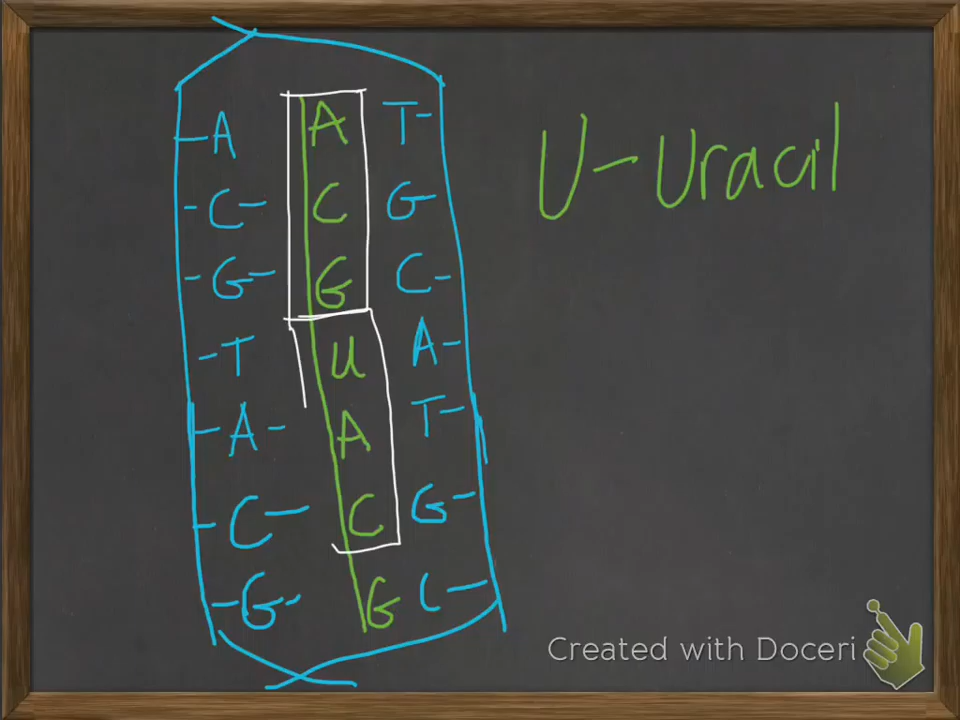 -A A T-
-C- C G-
-G- G C-
-T U A-
-A- A T-
-C- C G-
-G- G C-
U- Uracil
Created with Doceri